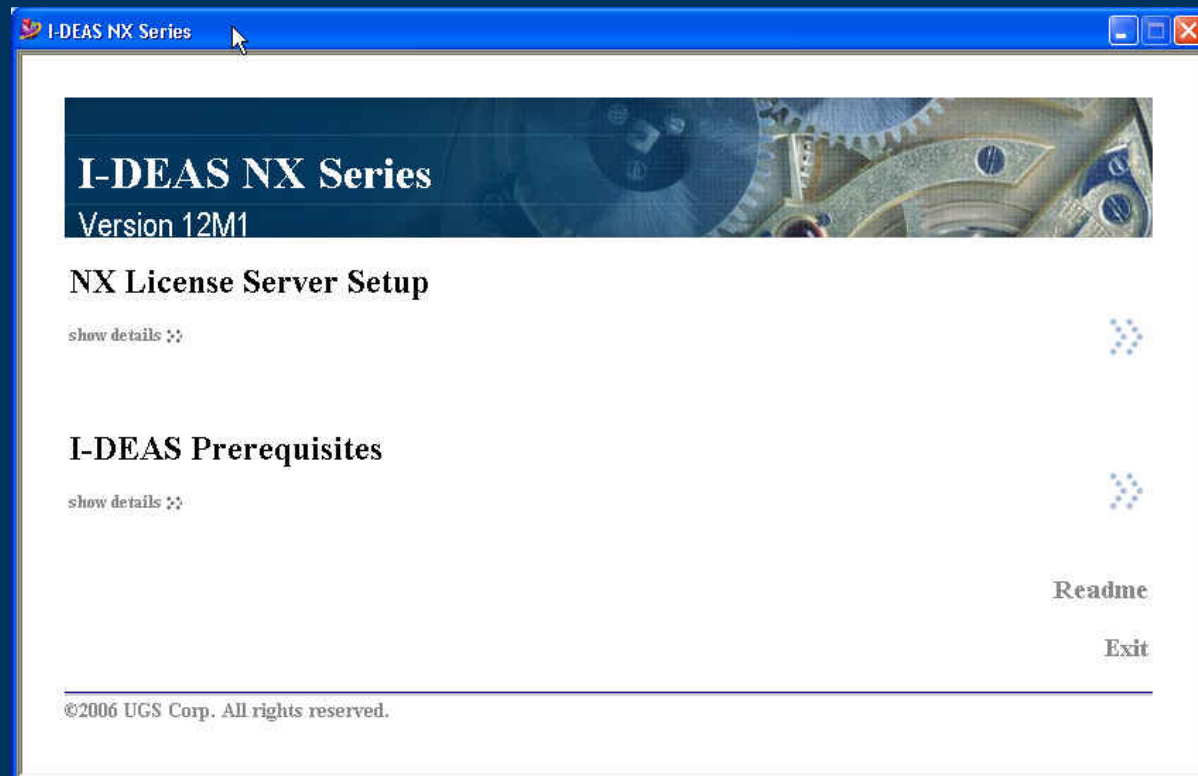 I-DEAS NX Series
I-DEAS NX Series
Version 12M1
NX License Server Setup
show details
I-DEAS Prerequisites
show details
Readme
Exit
©2006 UGS Corp. All rights reserved.